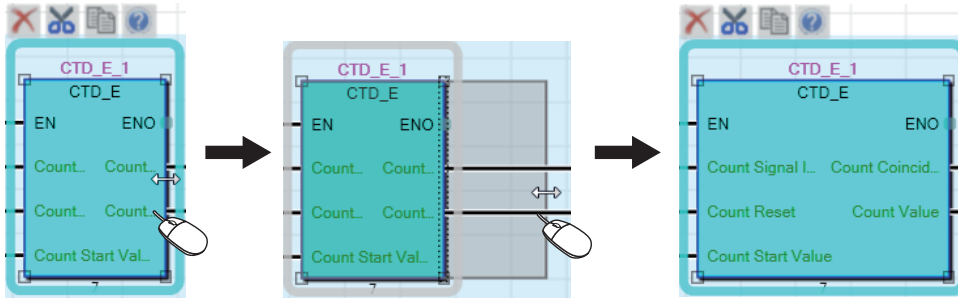 CTD_E_1
CTD_E
EN ENO
Count... Count...
Count... Count...
Count Start Val...
7
CTD_E_1
CTD_E
EN ENO
Count... Count...
Count... Count...
Count Start Val...
7
CTD_E_1
CTD_E
EN ENO
Count Signal I... Count Coincid...
Count Reset Count Value
Count Start Value
7